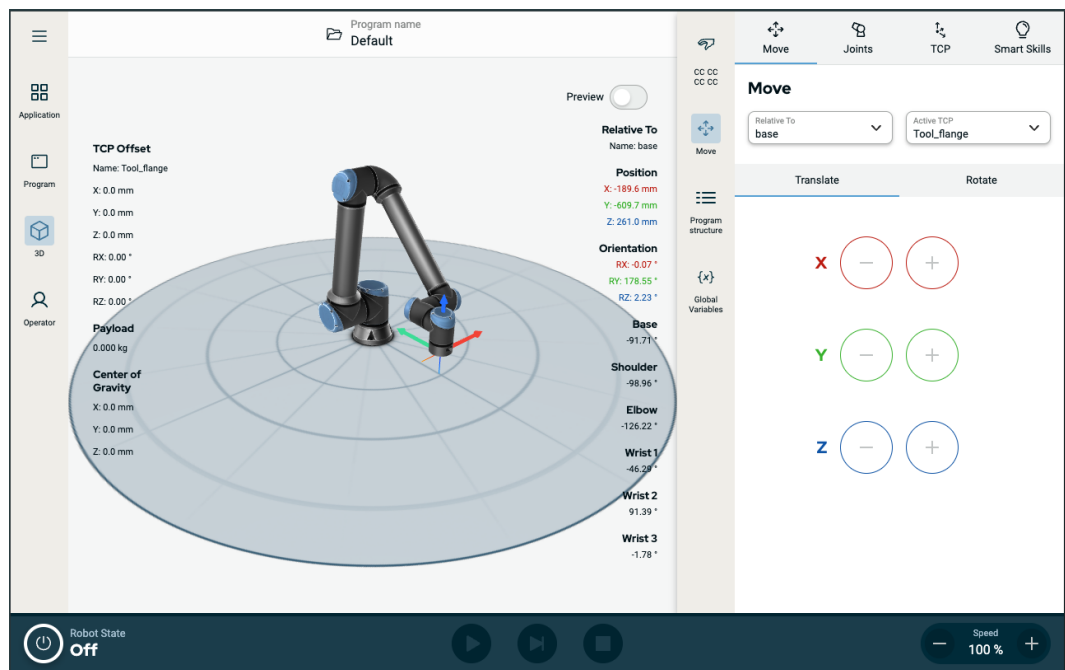 Program name
Default
Application
Program
3D
Operator
Preview
TCP Offset
Name: Tool_flange
X: 0.0 mm
Y: 0.0 mm
Z: 0.0 mm
RX: 0.00 °
RY: 0.00 °
RZ: 0.00 °
Payload
0.000 kg
Center of
Gravity
X: 0.0 mm
Y: 0.0 mm
Z: 0.0 mm
Relative To
Name: base
Position
X: -189.6 mm
Y: -609.7 mm
Z: 261.0 mm
Orientation
RX: -0.07 °
RY: 178.55 °
RZ: 2.23 °
Base
-91.71 °
Shoulder
-98.96 °
Elbow
-126.22 °
Wrist 1
-46.29 °
Wrist 2
91.39 °
Wrist 3
-1.78 °
CC CC
CC CC
Move
Program
structure
{x}
Global
Variables
Move
Joints
TCP
Smart Skills
Move
Relative To
base
Active TCP
Tool_flange
Translate
Rotate
X − +
Y − +
Z − +
Robot State
Off
Speed
− 100 % +